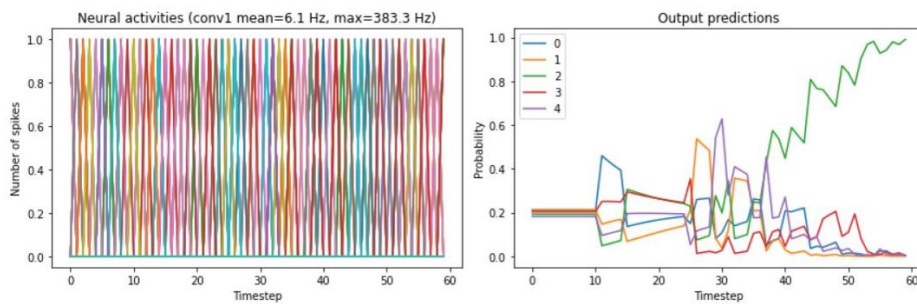 Neural activities (conv1 mean=6.1 Hz, max=383.3 Hz)
1.0
0.8
0.6
0.4
0.2
0.0
Number of spikes
0 10 20 30 40 50 60
Timestep
Output predictions
1.0
0.8
0.6
0.4
0.2
0.0
Probability
0
1
2
3
4
0 10 20 30 40 50 60
Timestep